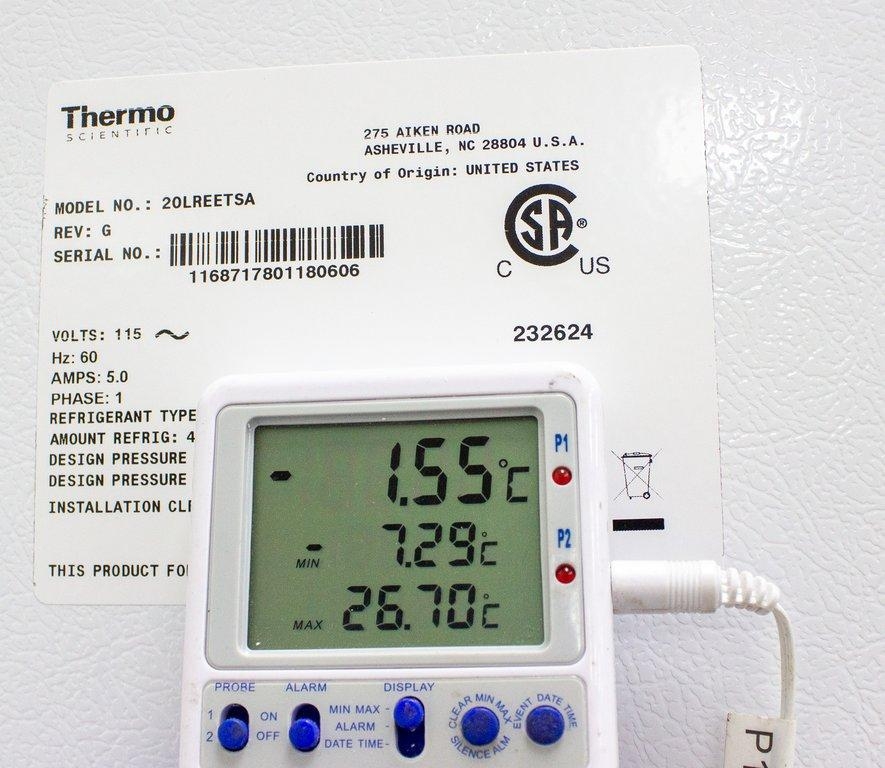 Thermo
SCIENTIFIC
275 AIKEN ROAD
ASHEVILLE, NC 28804 U.S.A.
Country of Origin: UNITED STATES
MODEL NO.: 20LREETSA
REV: G
SERIAL NO.:
1168717801180606
CSA®
C US
VOLTS: 115 ~
232624
Hz: 60
AMPS: 5.0
PHASE: 1
REFRIGERANT TYPE
AMOUNT REFRIG: 4
DESIGN PRESSURE
DESIGN PRESSURE
INSTALLATION CLE
THIS PRODUCT FO
-1.55°C
P1
MIN -7.29°C
P2
MAX 26.70°C
PROBE ALARM DISPLAY
1 ON MIN MAX-
2 OFF ALARM -
DATE TIME-
CLEAR MIN MAX
SILENCE ALM
EVENT DATE TIME
P1